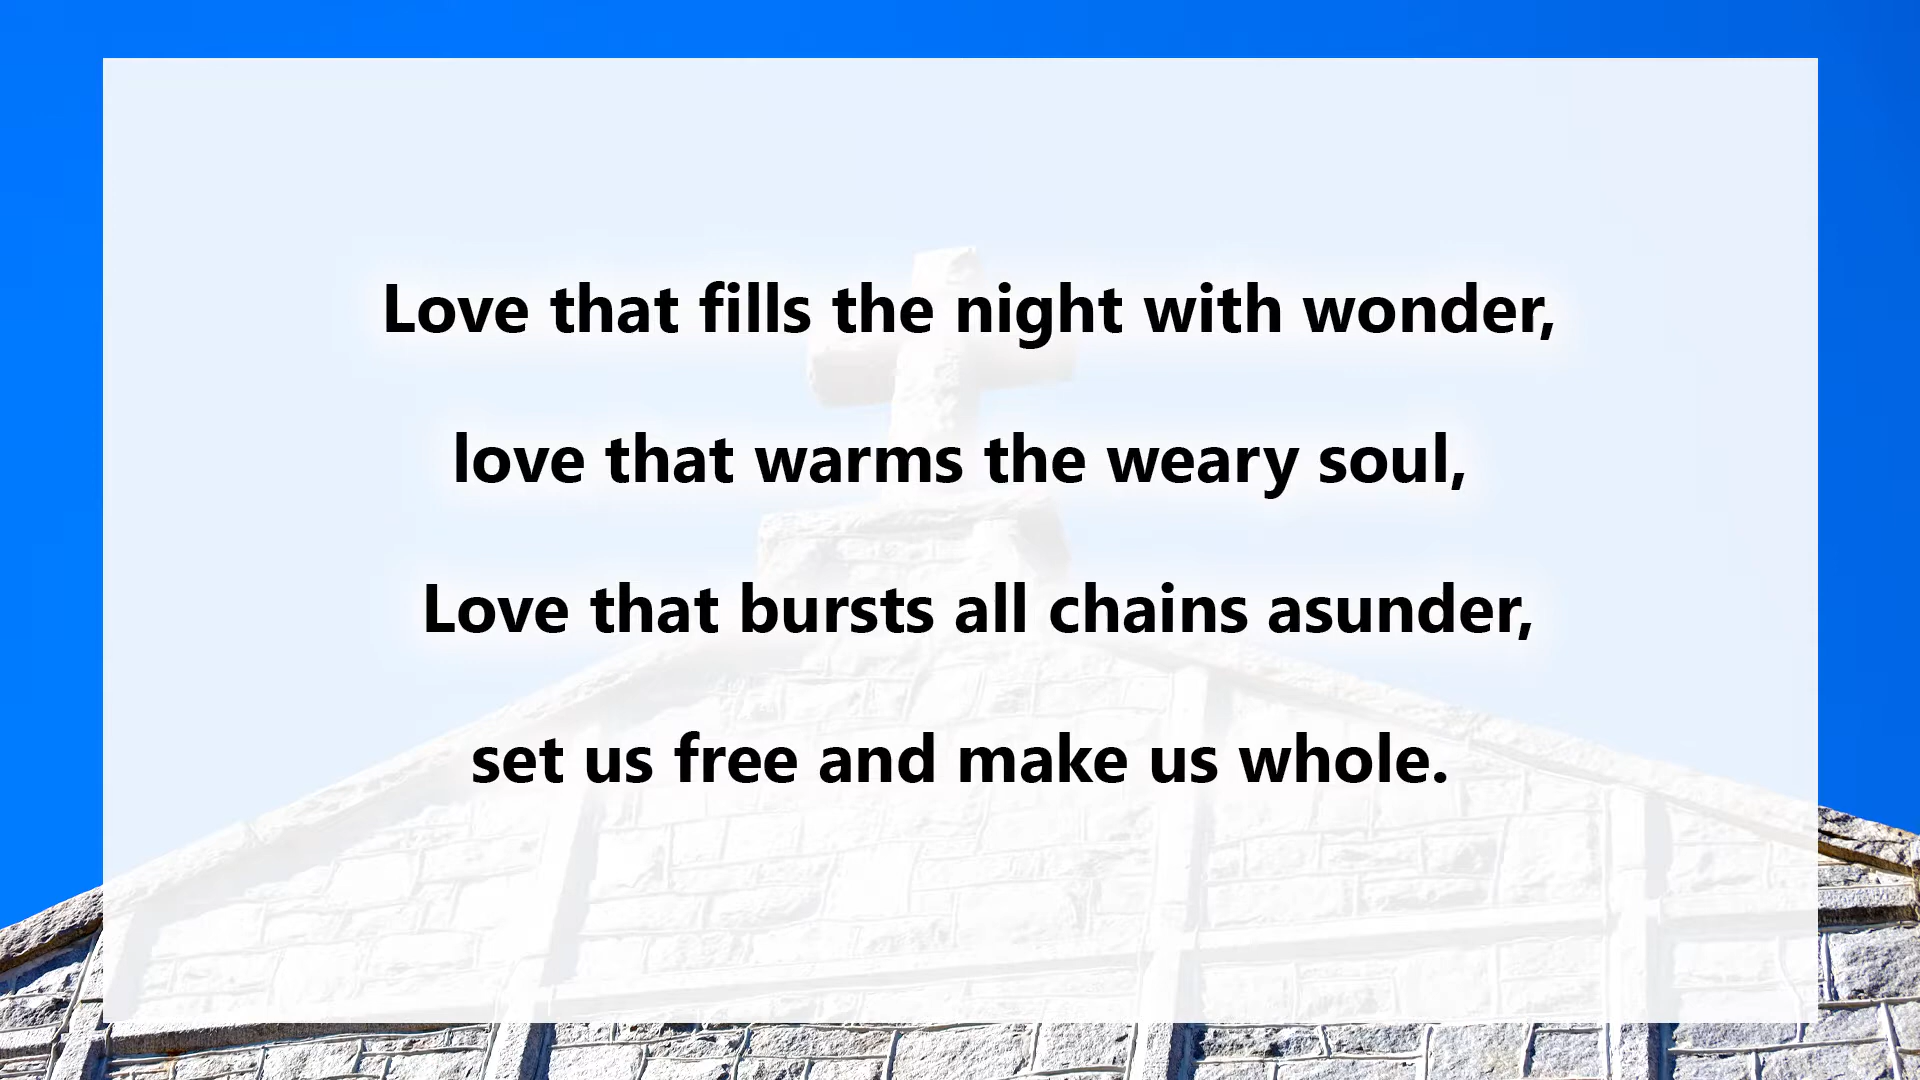 Love that fills the night with wonder,
love that warms the weary soul,
Love that bursts all chains asunder,
set us free and make us whole.